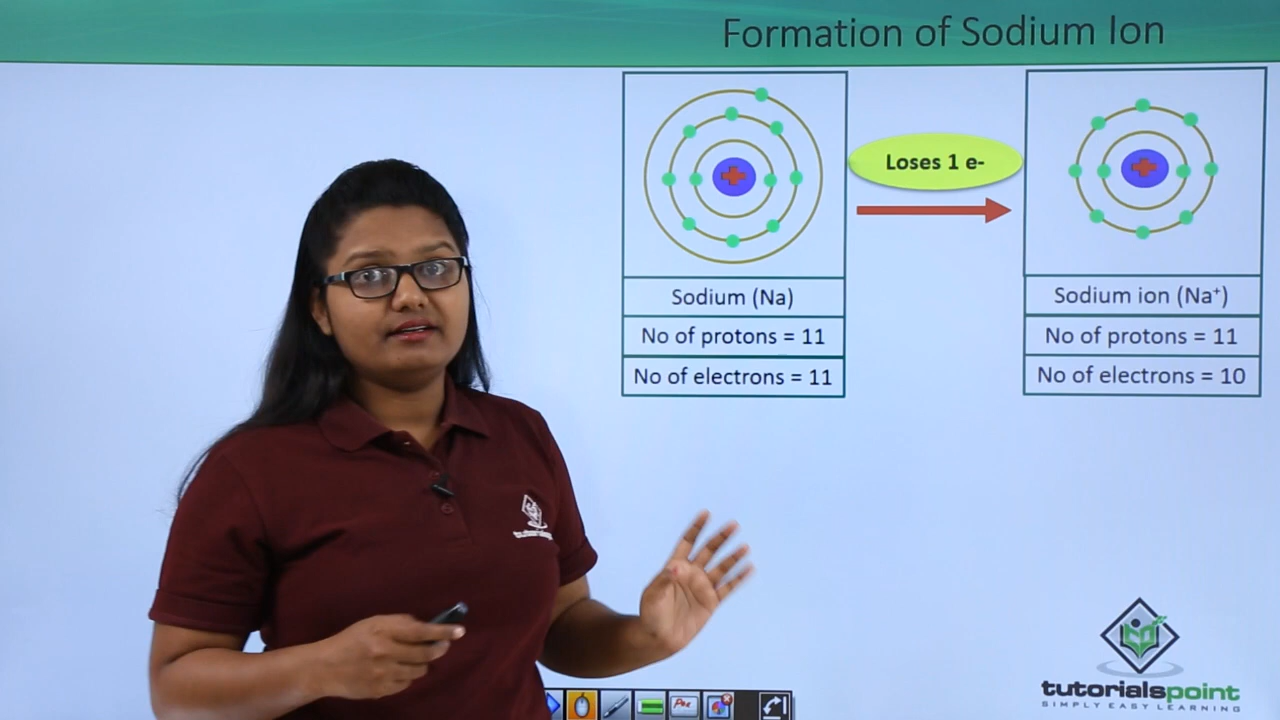 Formation of Sodium Ion
Loses 1 e-
Sodium (Na)
No of protons = 11
No of electrons = 11
Sodium ion (Na⁺)
No of protons = 11
No of electrons = 10
tutorialspoint
SIMPLY EASY LEARNING